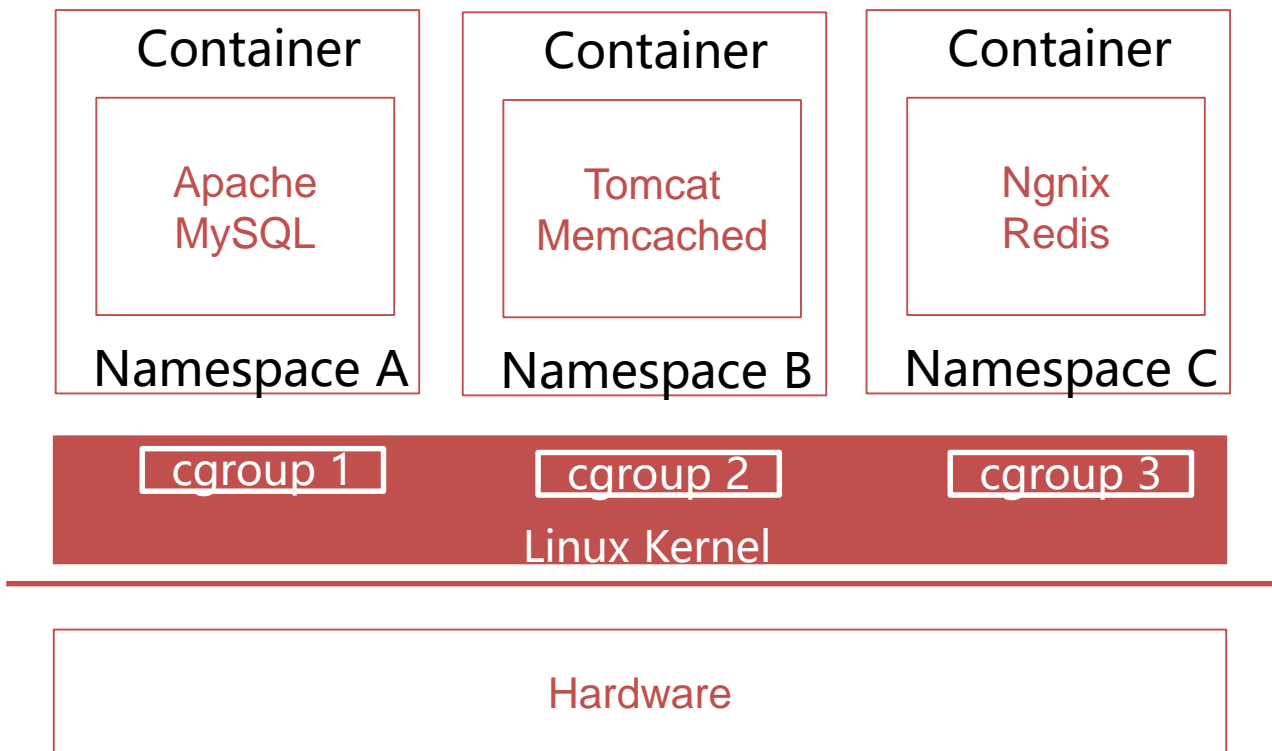 Container
Container
Container
Apache
MySQL
Tomcat
Memcached
Ngnix
Redis
Namespace A
Namespace B
Namespace C
cgroup 1
cgroup 2
cgroup 3
Linux Kernel
Hardware